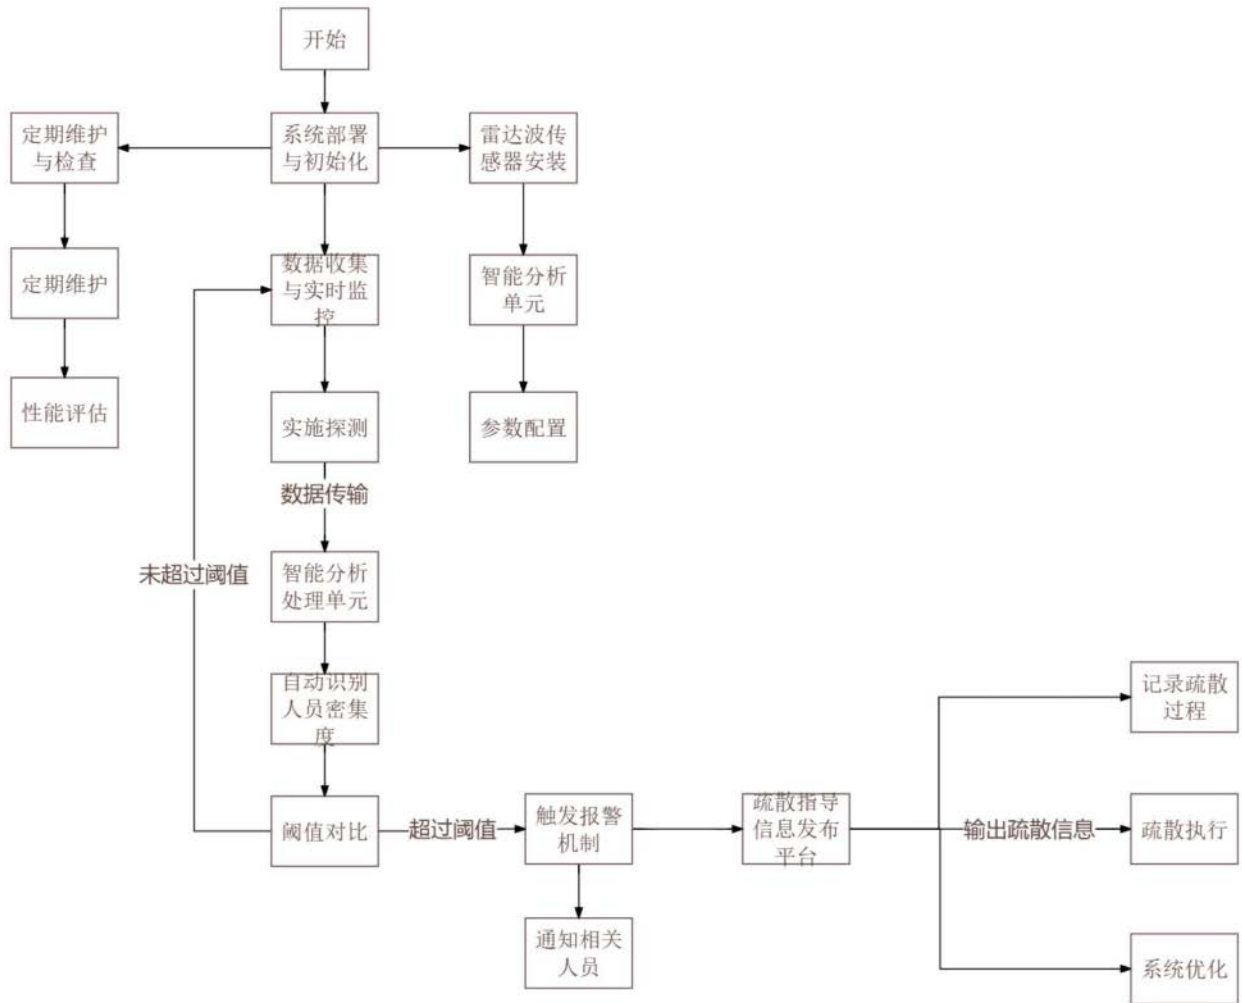 开始
定期维护
与检查
系统部署
与初始化
雷达波传
感器安装
定期维护
数据收集
与实时监
控
智能分析
单元
性能评估
实施探测
参数配置
数据传输
未超过阈值
智能分析
处理单元
自动识别
人员密集
度
记录疏散
过程
阈值对比
超过阈值
触发报警
机制
疏散指导
信息发布
平台
输出疏散信息
疏散执行
通知相关
人员
系统优化